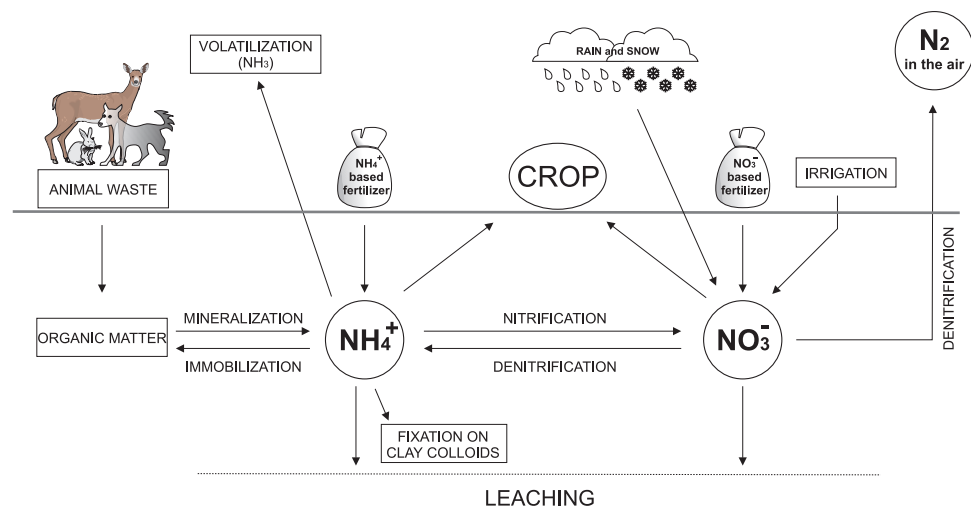 VOLATILIZATION
(NH₃)
RAIN and SNOW
N₂
in the air
ANIMAL WASTE
NH₄⁺
based
fertilizer
CROP
NO₃⁻
based
fertilizer
IRRIGATION
DENITRIFICATION
ORGANIC MATTER
MINERALIZATION
IMMOBILIZATION
NH₄⁺
NITRIFICATION
DENITRIFICATION
NO₃⁻
FIXATION ON
CLAY COLLOIDS
LEACHING